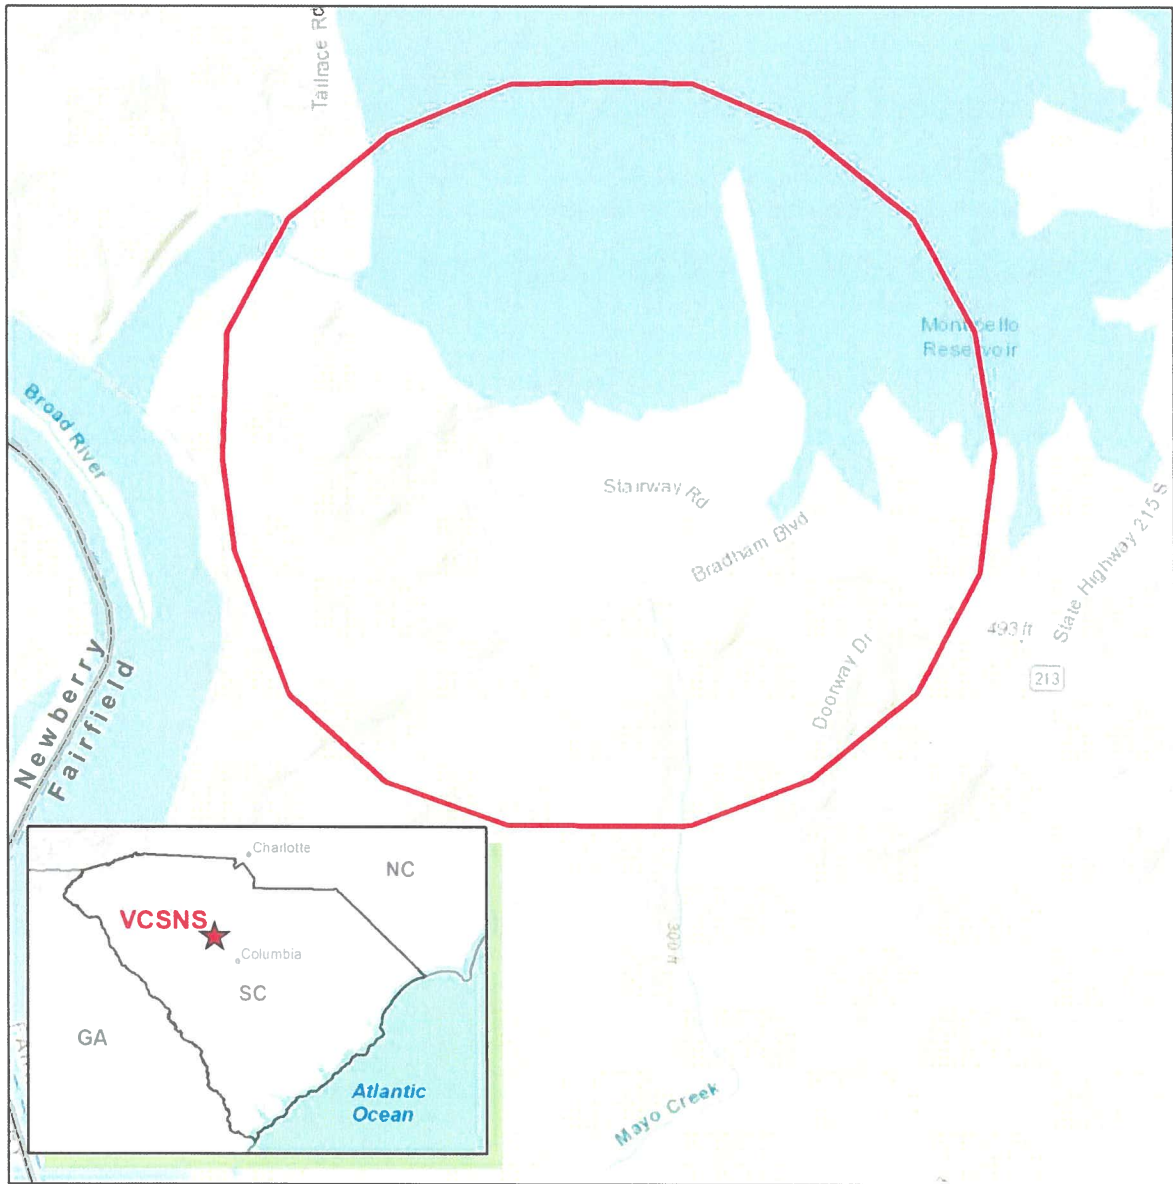 Tailrace Rd
Monticello
Reservoir
Broad River
Stairway Rd
Bradham Blvd
State Highway 215 S
493 ft
213
Doorway Dr
Newberry
Fairfield
Charlotte
NC
VCSNS
Columbia
SC
GA
Atlantic
Ocean
300 ft
Mayo Creek